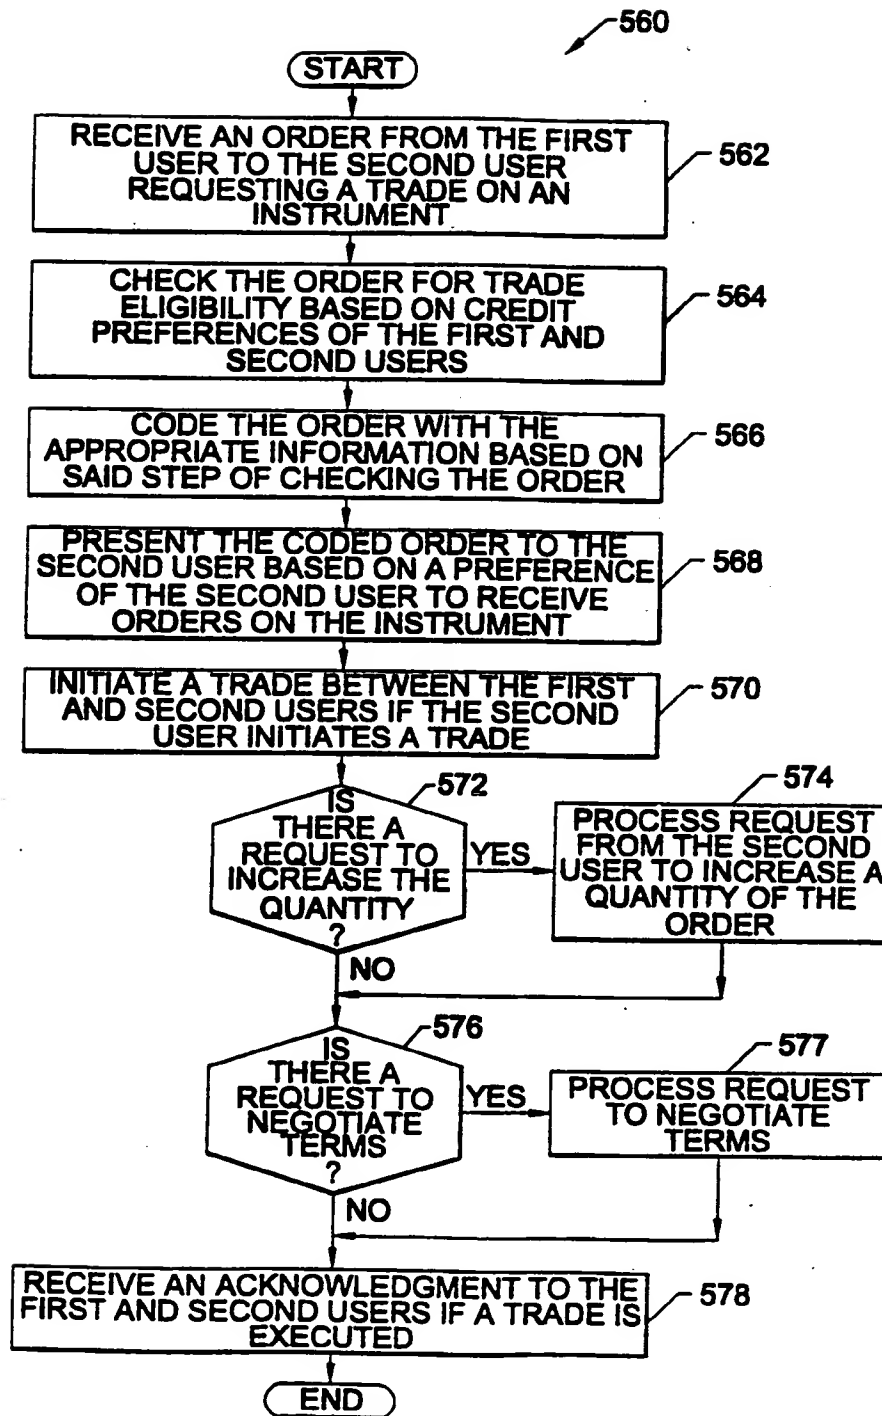 560
START
RECEIVE AN ORDER FROM THE FIRST
USER TO THE SECOND USER
REQUESTING A TRADE ON AN
INSTRUMENT
562
CHECK THE ORDER FOR TRADE
ELIGIBILITY BASED ON CREDIT
PREFERENCES OF THE FIRST AND
SECOND USERS
564
CODE THE ORDER WITH THE
APPROPRIATE INFORMATION BASED ON
SAID STEP OF CHECKING THE ORDER
566
PRESENT THE CODED ORDER TO THE
SECOND USER BASED ON A PREFERENCE
OF THE SECOND USER TO RECEIVE
ORDERS ON THE INSTRUMENT
568
INITIATE A TRADE BETWEEN THE FIRST
AND SECOND USERS IF THE SECOND
USER INITIATES A TRADE
570
572
IS
THERE A
REQUEST TO
INCREASE THE
QUANTITY
?
YES
NO
574
PROCESS REQUEST
FROM THE SECOND
USER TO INCREASE A
QUANTITY OF THE
ORDER
576
IS
THERE A
REQUEST TO
NEGOTIATE
TERMS
?
YES
NO
577
PROCESS REQUEST
TO NEGOTIATE
TERMS
RECEIVE AN ACKNOWLEDGMENT TO THE
FIRST AND SECOND USERS IF A TRADE IS
EXECUTED
578
END